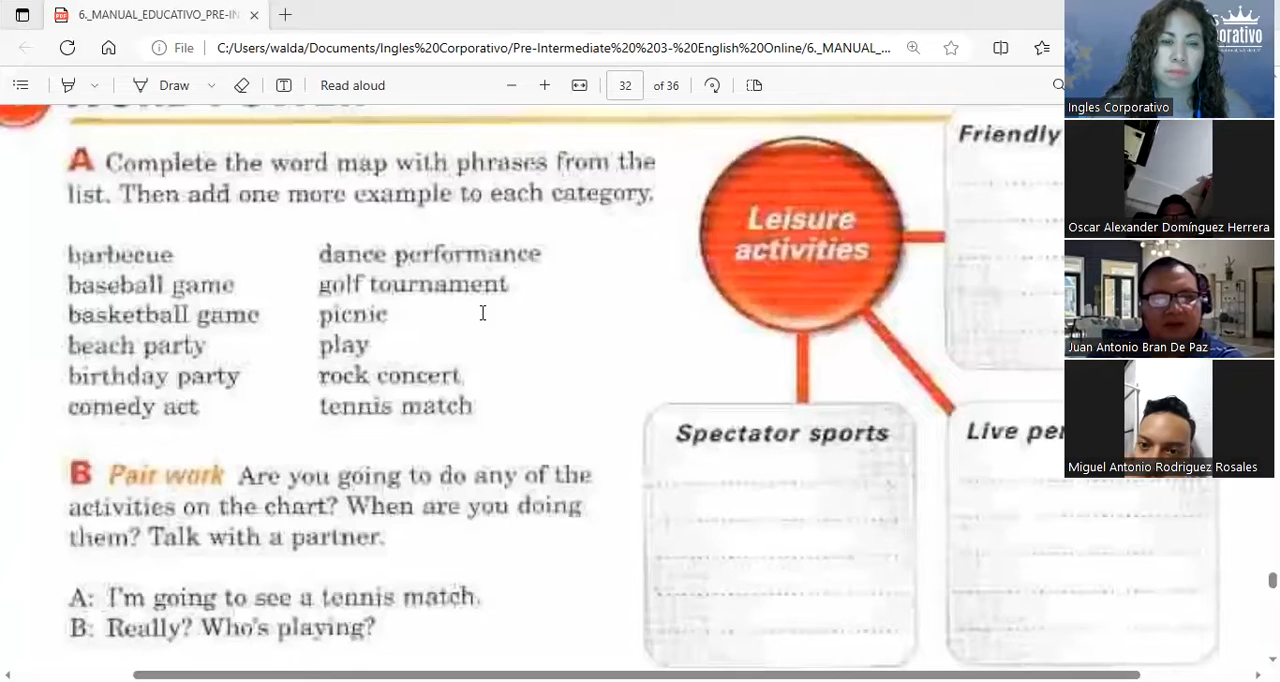 6._MANUAL_EDUCATIVO_PRE-IN
File
C:/Users/walda/Documents/Ingles%20Corporativo/Pre-Intermediate%20%203-%20English%20Online/6._MANUAL_...
Draw
Read aloud
32 of 36
A Complete the word map with phrases from the
list. Then add one more example to each category.
barbecue
baseball game
basketball game
beach party
birthday party
comedy act
dance performance
golf tournament
picnic
play
rock concert
tennis match
Leisure
activities
Friendly
Spectator sports
Live per
B Pair work Are you going to do any of the
activities on the chart? When are you doing
them? Talk with a partner.
A: I'm going to see a tennis match.
B: Really? Who's playing?
Ingles Corporativo
Oscar Alexander Domínguez Herrera
Juan Antonio Bran De Paz
Miguel Antonio Rodriguez Rosales